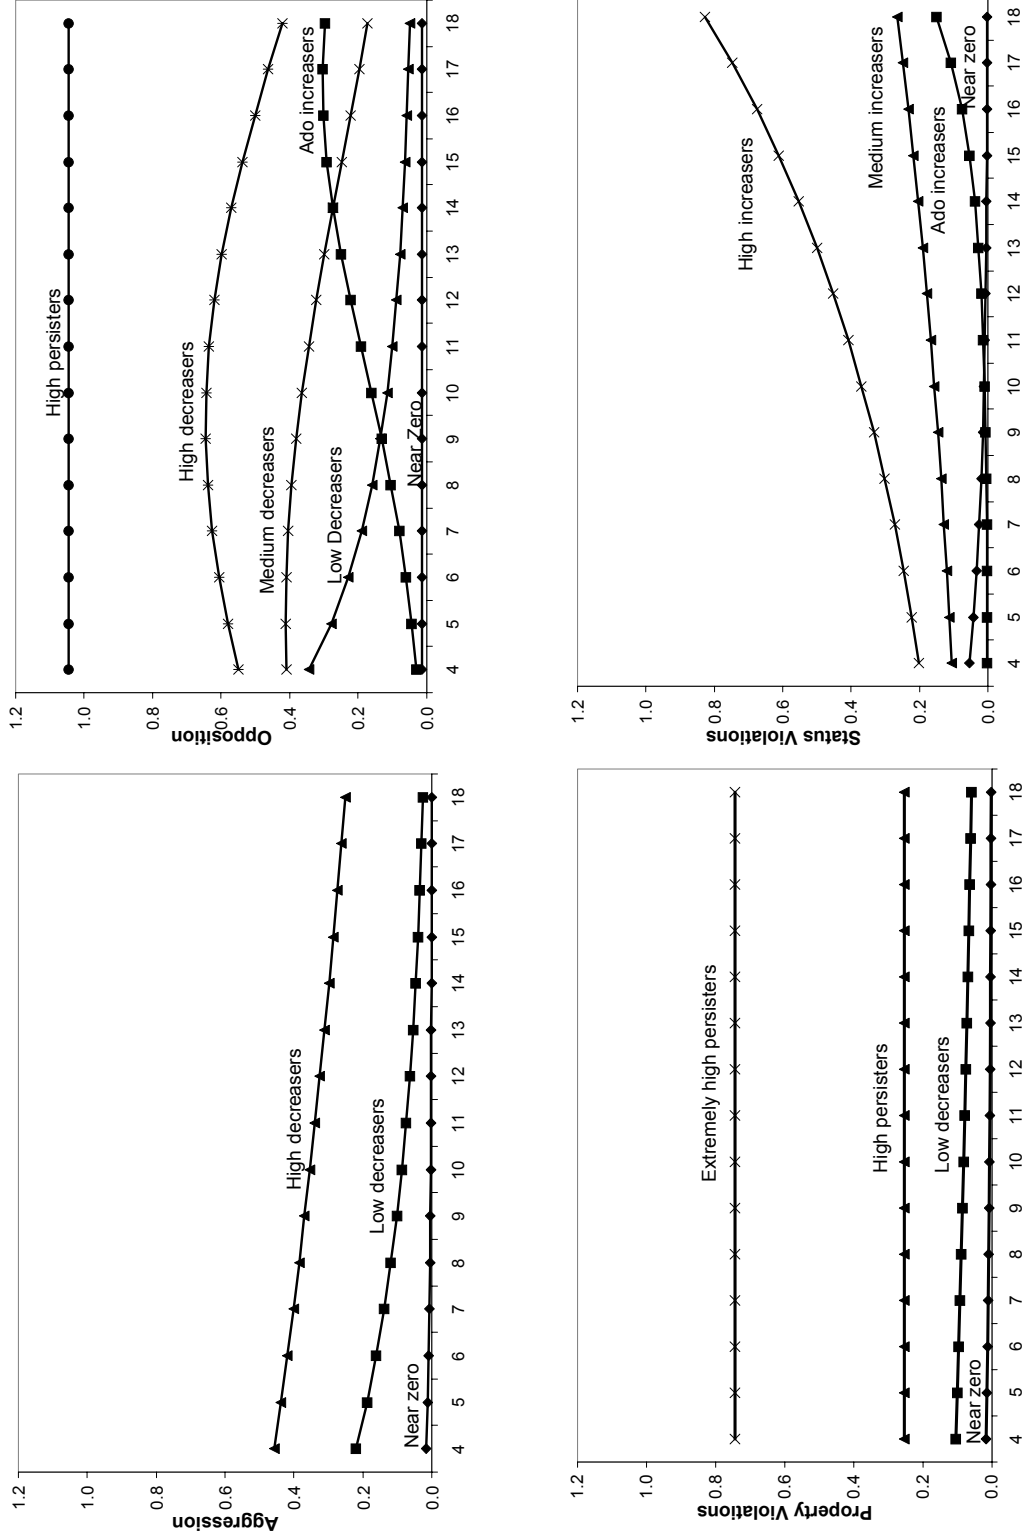 Aggression
1.2
1.0
0.8
0.6
0.4
0.2
0.0
4 5 6 7 8 9 10 11 12 13 14 15 16 17 18
High decreasers
Low decreasers
Near zero
Opposition
1.2
1.0
0.8
0.6
0.4
0.2
0.0
4 5 6 7 8 9 10 11 12 13 14 15 16 17 18
High persisters
High decreasers
Medium decreasers
Low Decreasers
Ado increasers
Near Zero
Property Violations
1.2
1.0
0.8
0.6
0.4
0.2
0.0
4 5 6 7 8 9 10 11 12 13 14 15 16 17 18
Extremely high persisters
High persisters
Low decreasers
Near zero
Status Violations
1.2
1.0
0.8
0.6
0.4
0.2
0.0
4 5 6 7 8 9 10 11 12 13 14 15 16 17 18
High increasers
Medium increasers
Ado increasers
Near zero